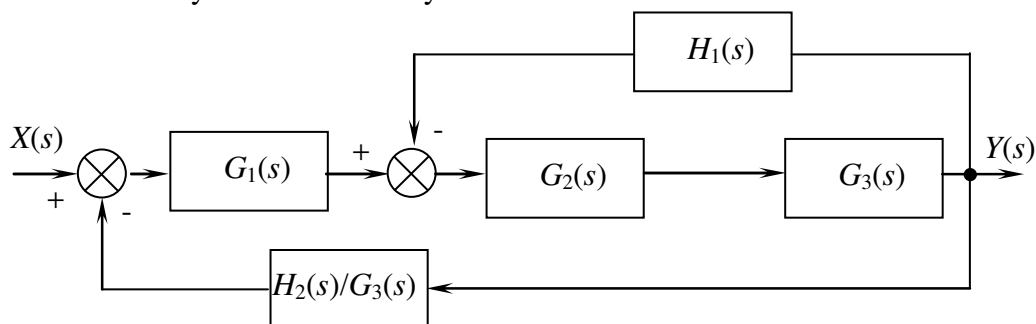 H₁(s)
X(s)
+
-
G₁(s)
+
-
G₂(s)
G₃(s)
Y(s)
H₂(s)/G₃(s)